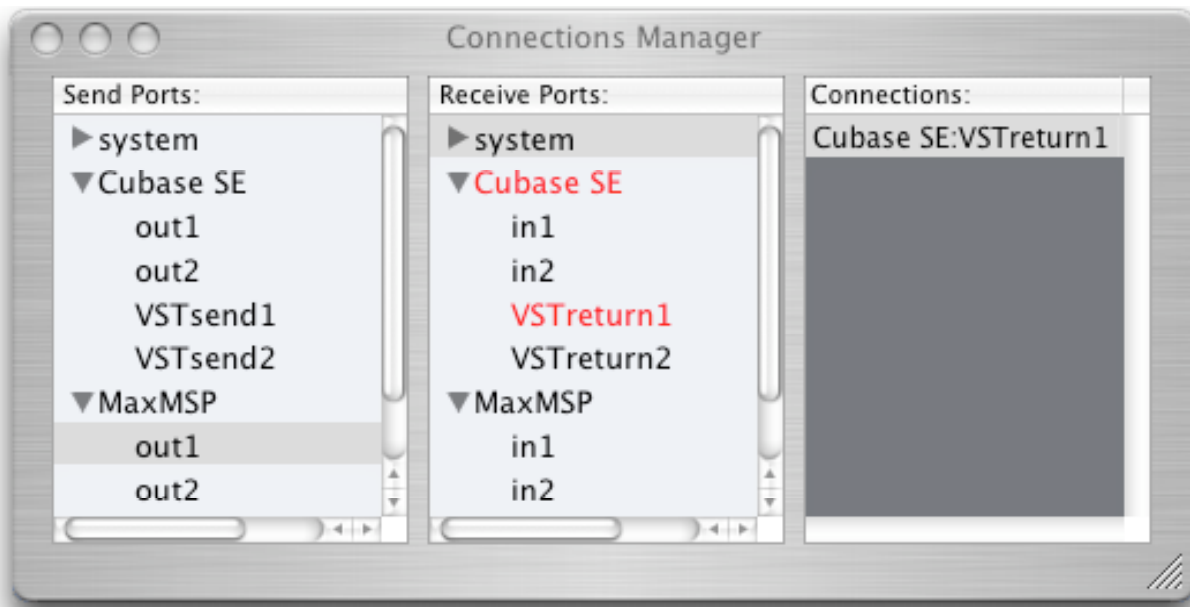 Connections Manager
Send Ports:
system
Cubase SE
out1
out2
VSTsend1
VSTsend2
MaxMSP
out1
out2
Receive Ports:
system
Cubase SE
in1
in2
VSTreturn1
VSTreturn2
MaxMSP
in1
in2
Connections:
Cubase SE:VSTreturn1